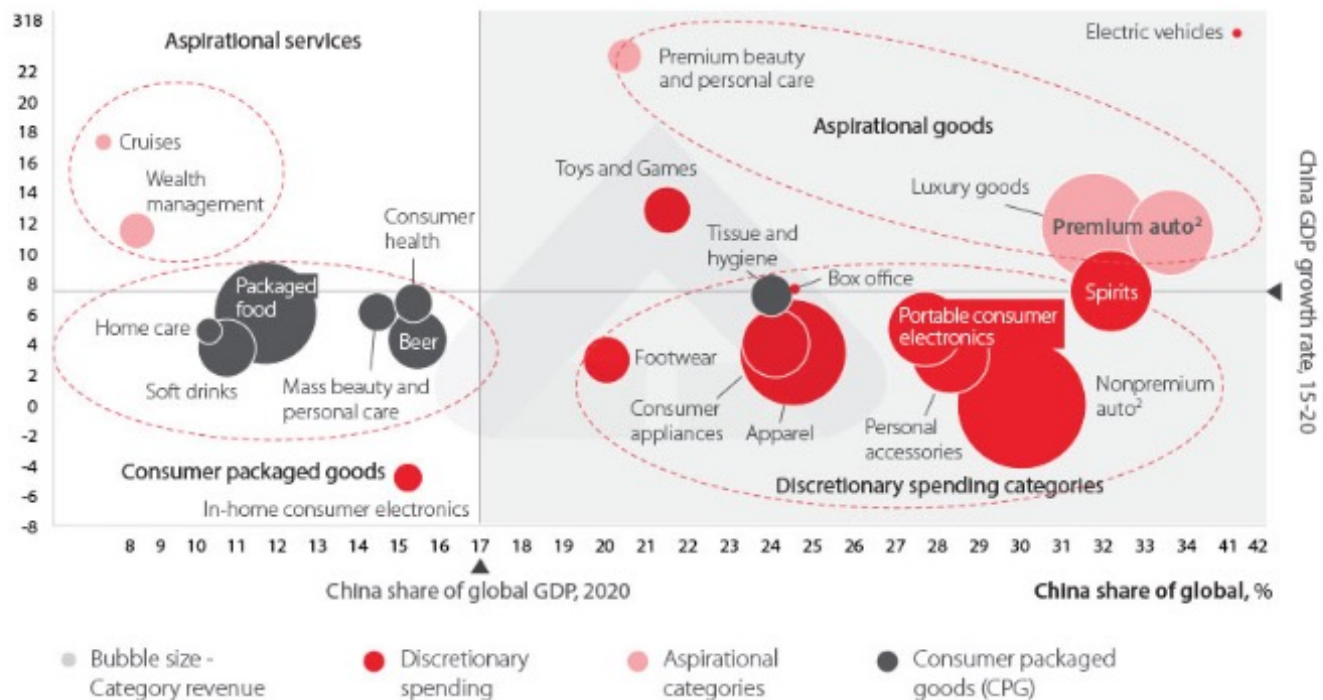 318
22
20
18
16
14
12
10
8
6
4
2
0
-2
-4
-6
-8
Aspirational services
Cruises
Wealth
management
Consumer
health
Packaged
food
Home care
Soft drinks
Mass beauty and
personal care
Beer
Consumer packaged goods
In-home consumer electronics
Electric vehicles
Premium beauty
and personal care
Aspirational goods
Toys and Games
Luxury goods
Premium auto²
Tissue and
hygiene
Box office
Spirits
Portable consumer
electronics
Footwear
Consumer
appliances
Apparel
Personal
accessories
Nonpremium
auto²
Discretionary spending categories
China GDP growth rate, 15-20
8 9 10 11 12 13 14 15 16 17 18 19 20 21 22 23 24 25 26 27 28 30 31 32 34 41 42
China share of global GDP, 2020
China share of global, %
Bubble size -
Category revenue
Discretionary
spending
Aspirational
categories
Consumer packaged
goods (CPG)